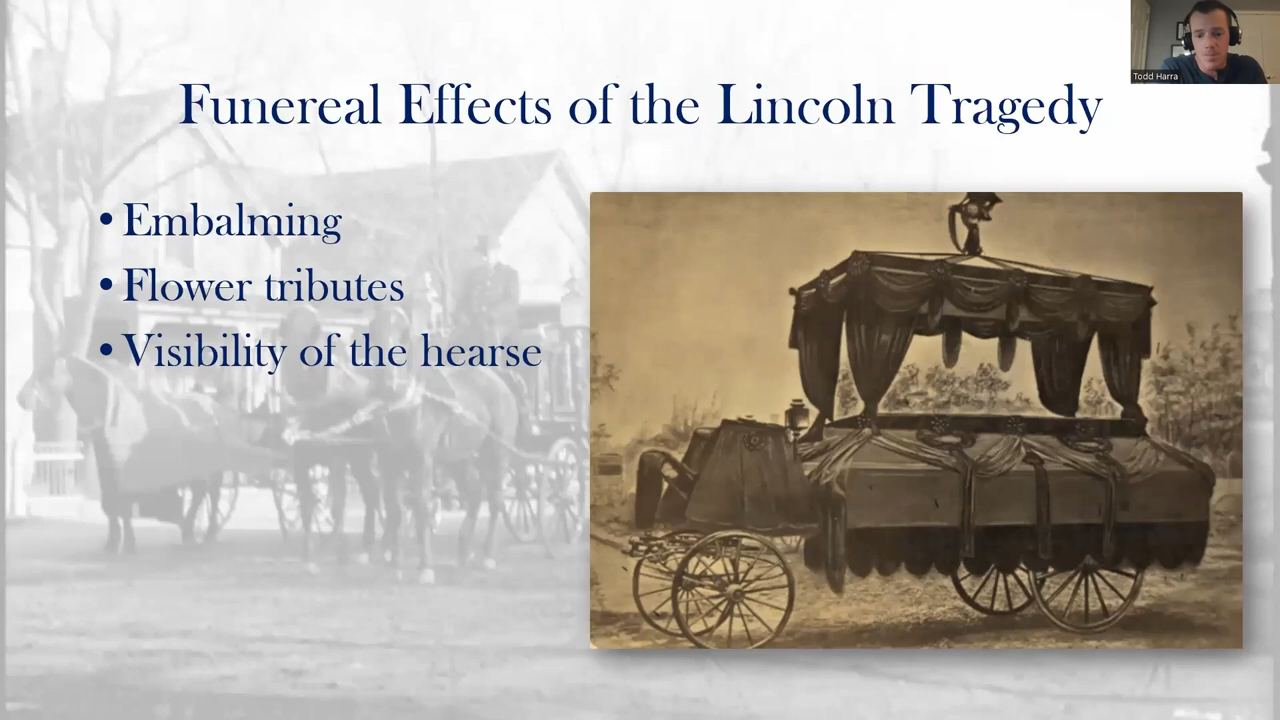 Todd Harra
Funereal Effects of the Lincoln Tragedy
• Embalming
• Flower tributes
• Visibility of the hearse